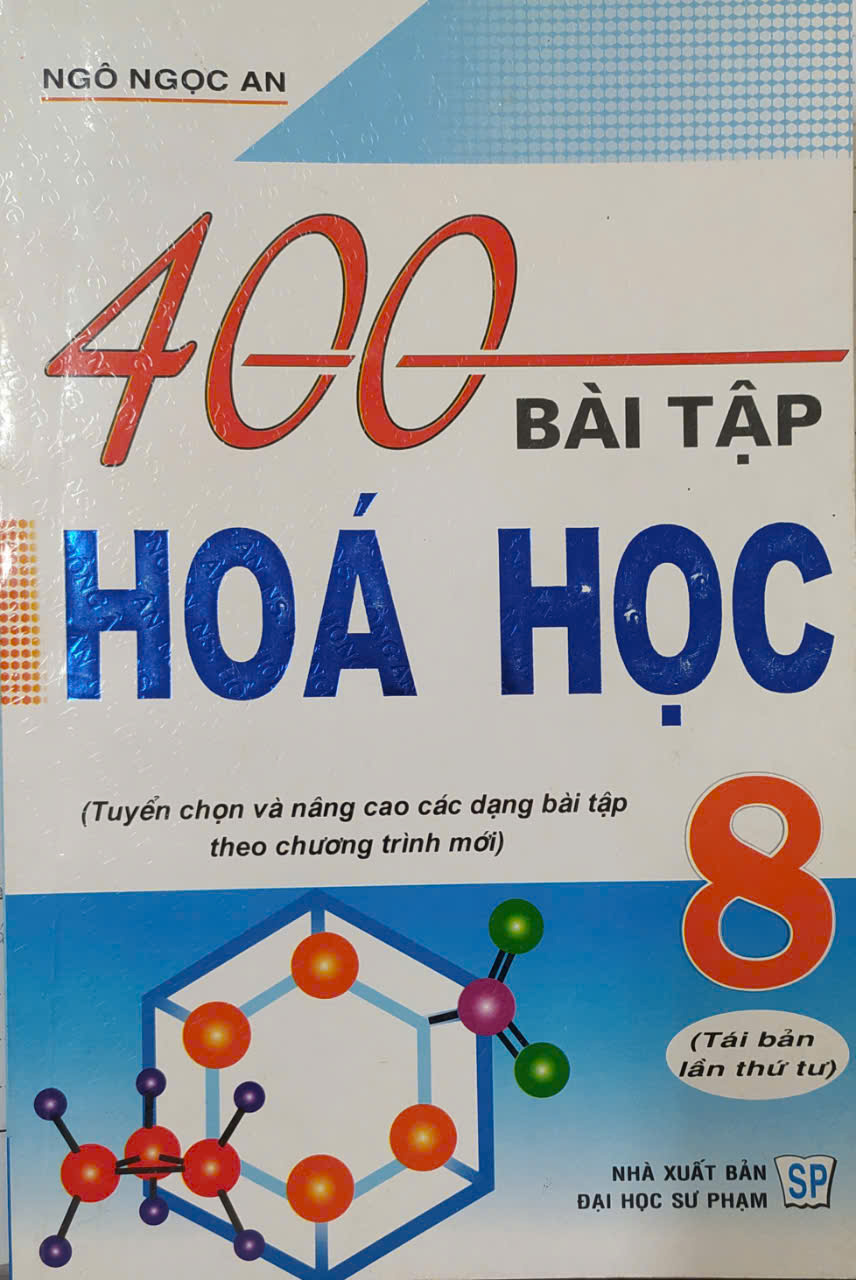 NGÔ NGỌC AN
400
BÀI TẬP
HOÁ HỌC
(Tuyển chọn và nâng cao các dạng bài tập
theo chương trình mới)
8
(Tái bản
lần thứ tư)
NHÀ XUẤT BẢN
ĐẠI HỌC SƯ PHẠM
SP